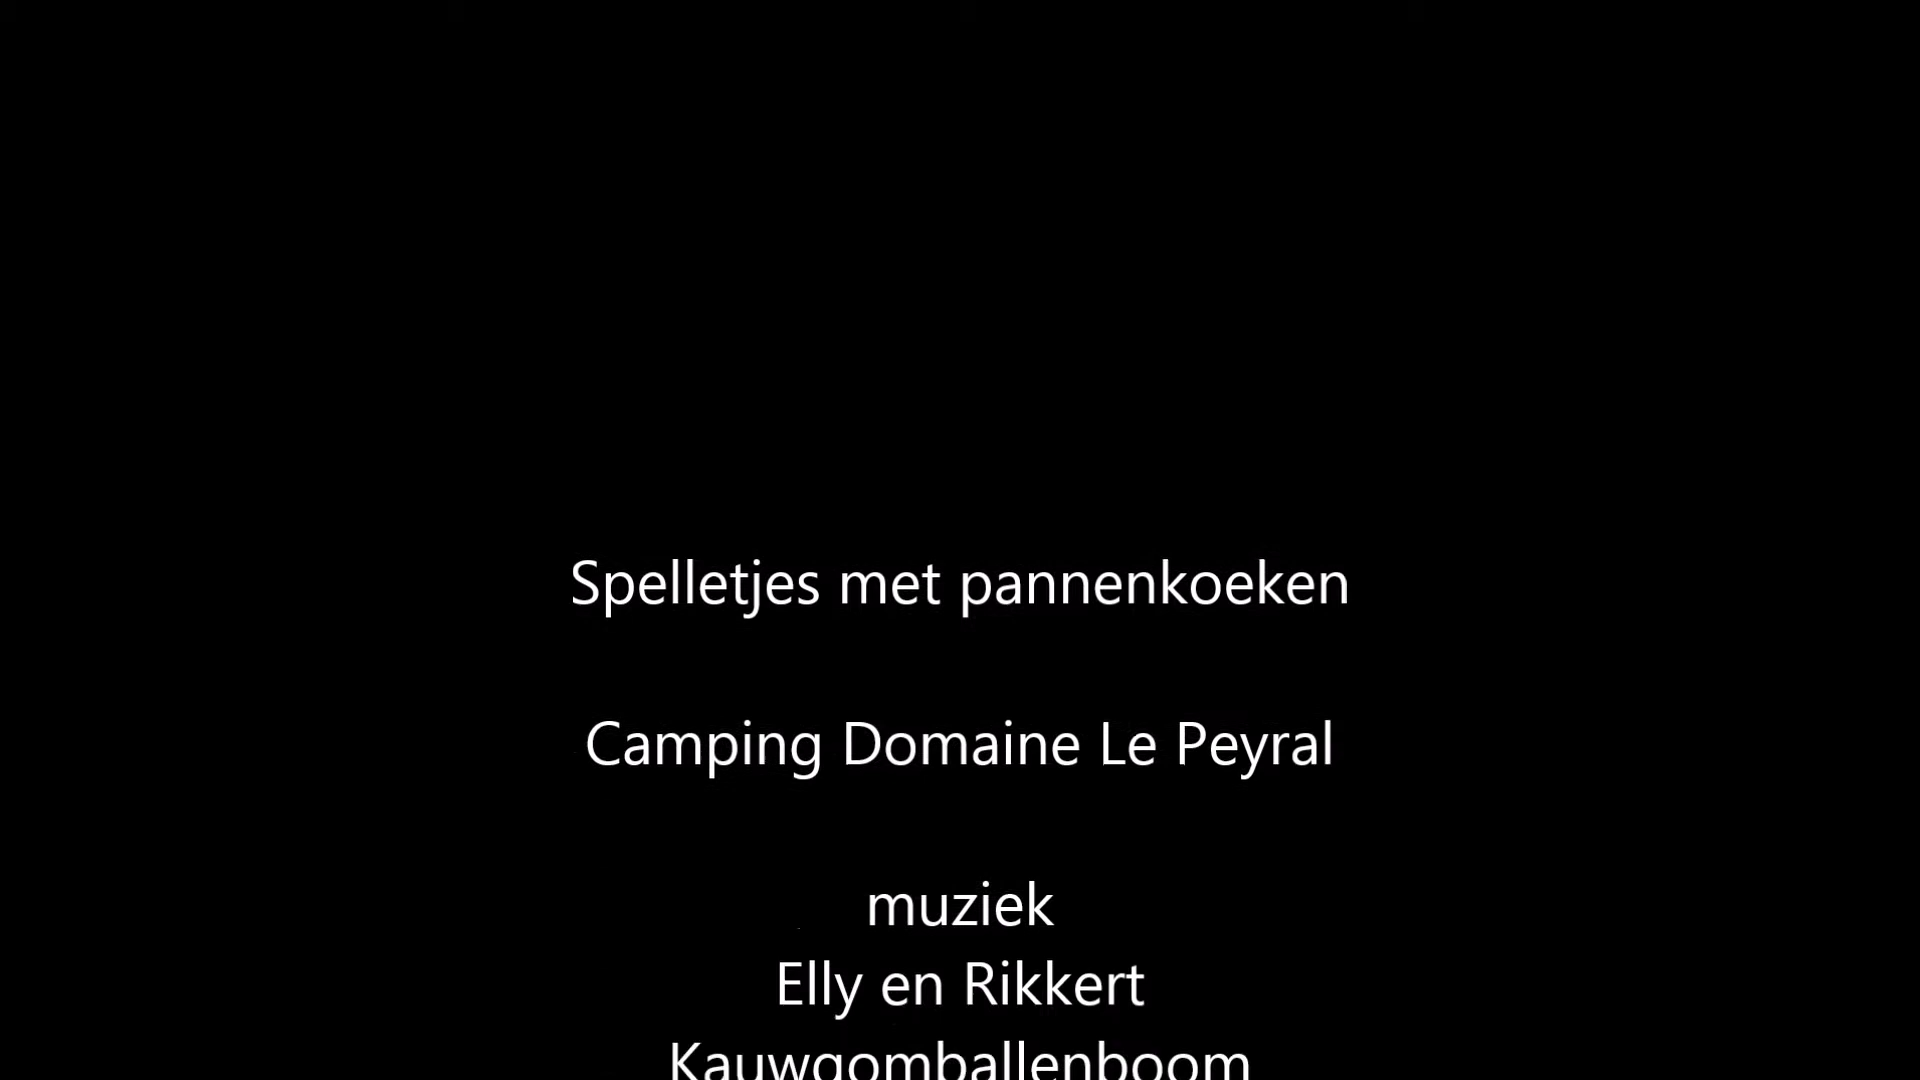 Spelletjes met pannenkoeken
Camping Domaine Le Peyral
muziek
Elly en Rikkert
Kauwgomballenboom